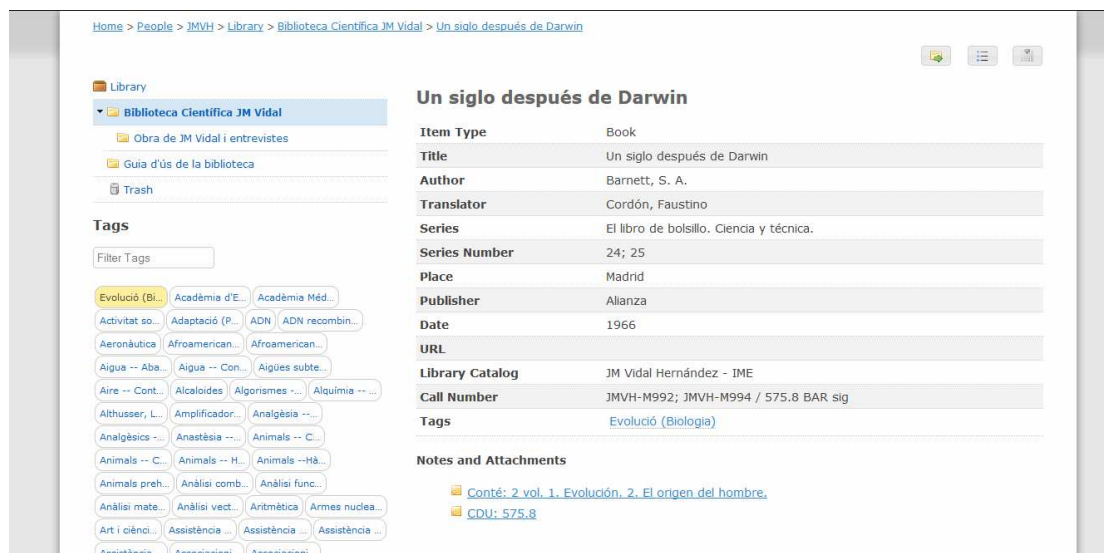 Home > People > JMVH > Library > Biblioteca Científica JM Vidal > Un siglo después de Darwin
Library
Biblioteca Científica JM Vidal
Obra de JM Vidal i entrevistes
Guia d'ús de la biblioteca
Trash
Tags
Filter Tags
Evolució (Bi... Acadèmia d'E... Acadèmia Méd...
Activitat so... Adaptació (P... ADN ADN recombin...
Aeronàutica Afroamerican... Afroamerican...
Aigua -- Aba... Aigua -- Con... Aigües subte...
Aire -- Cont... Alcaloides Algorismes -... Alquímia -- ...
Althusser, L... Amplificador... Analgèsia --...
Analgèsics -... Anastèsia --... Animals -- C...
Animals -- C... Animals -- H... Animals --Hà...
Animals preh... Anàlisi comb... Anàlisi func...
Anàlisi mate... Anàlisi vect... Aritmètica Armes nuclea...
Art i ciènci... Assistència ... Assistència ... Assistència ...
Un siglo después de Darwin
Item Type Book
Title Un siglo después de Darwin
Author Barnett, S. A.
Translator Cordón, Faustino
Series El libro de bolsillo. Ciencia y técnica.
Series Number 24; 25
Place Madrid
Publisher Alianza
Date 1966
URL
Library Catalog JM Vidal Hernández - IME
Call Number JMVH-M992; JMVH-M994 / 575.8 BAR sig
Tags Evolució (Biologia)
Notes and Attachments
Conté: 2 vol. 1. Evolución. 2. El origen del hombre.
CDU: 575.8